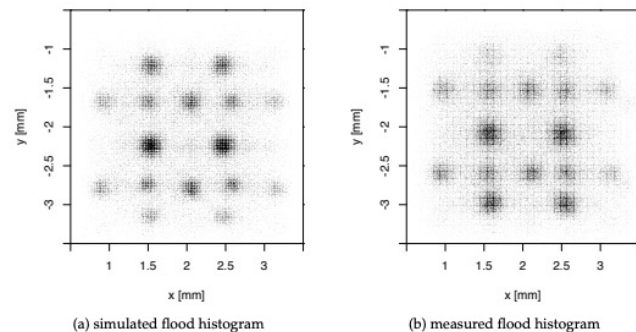 -1
-1.5
-2
-2.5
-3
y [mm]
1 1.5 2 2.5 3
x [mm]
(a) simulated flood histogram
-1
-1.5
-2
-2.5
-3
y [mm]
1 1.5 2 2.5 3
x [mm]
(b) measured flood histogram